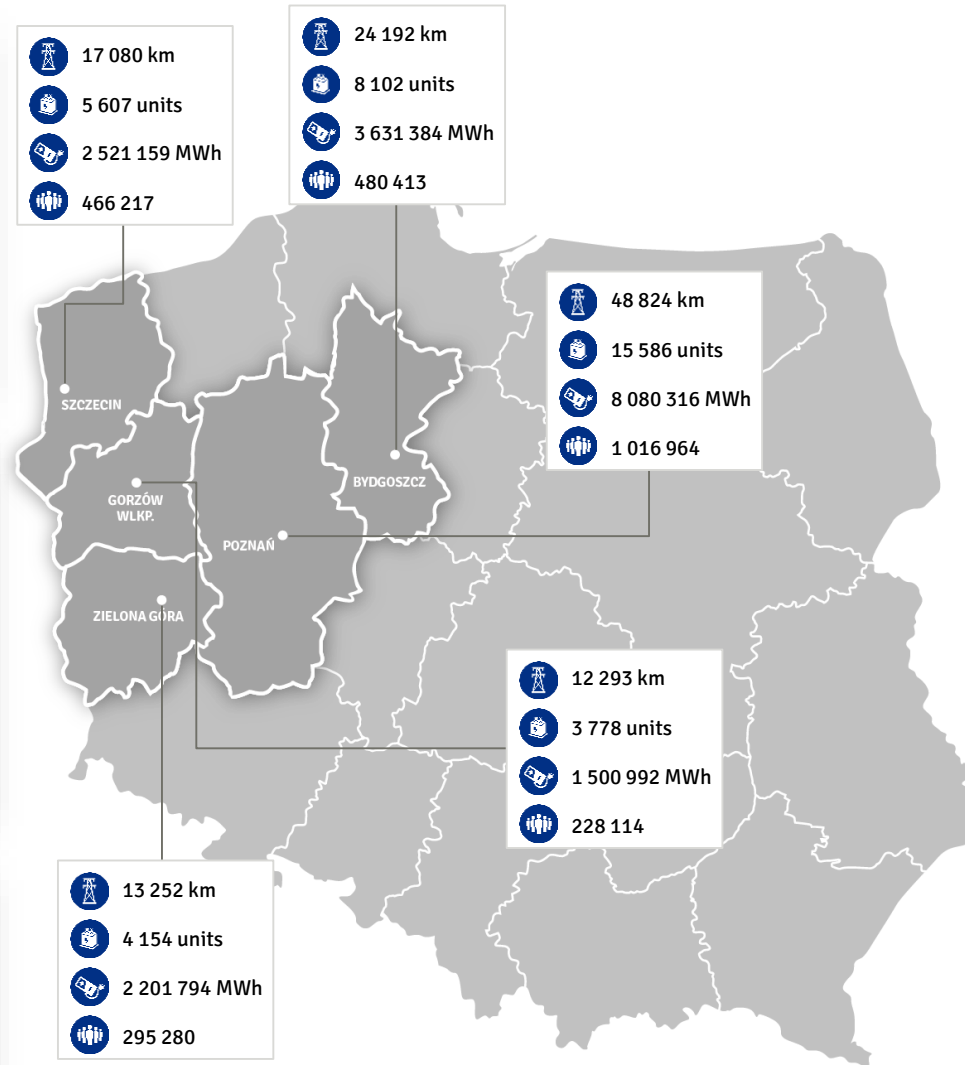 17 080 km
5 607 units
2 521 159 MWh
466 217
24 192 km
8 102 units
3 631 384 MWh
480 413
48 824 km
15 586 units
8 080 316 MWh
1 016 964
SZCZECIN
GORZÓW
WLKP.
POZNAŃ
BYDGOSZCZ
ZIELONA GÓRA
12 293 km
3 778 units
1 500 992 MWh
228 114
13 252 km
4 154 units
2 201 794 MWh
295 280